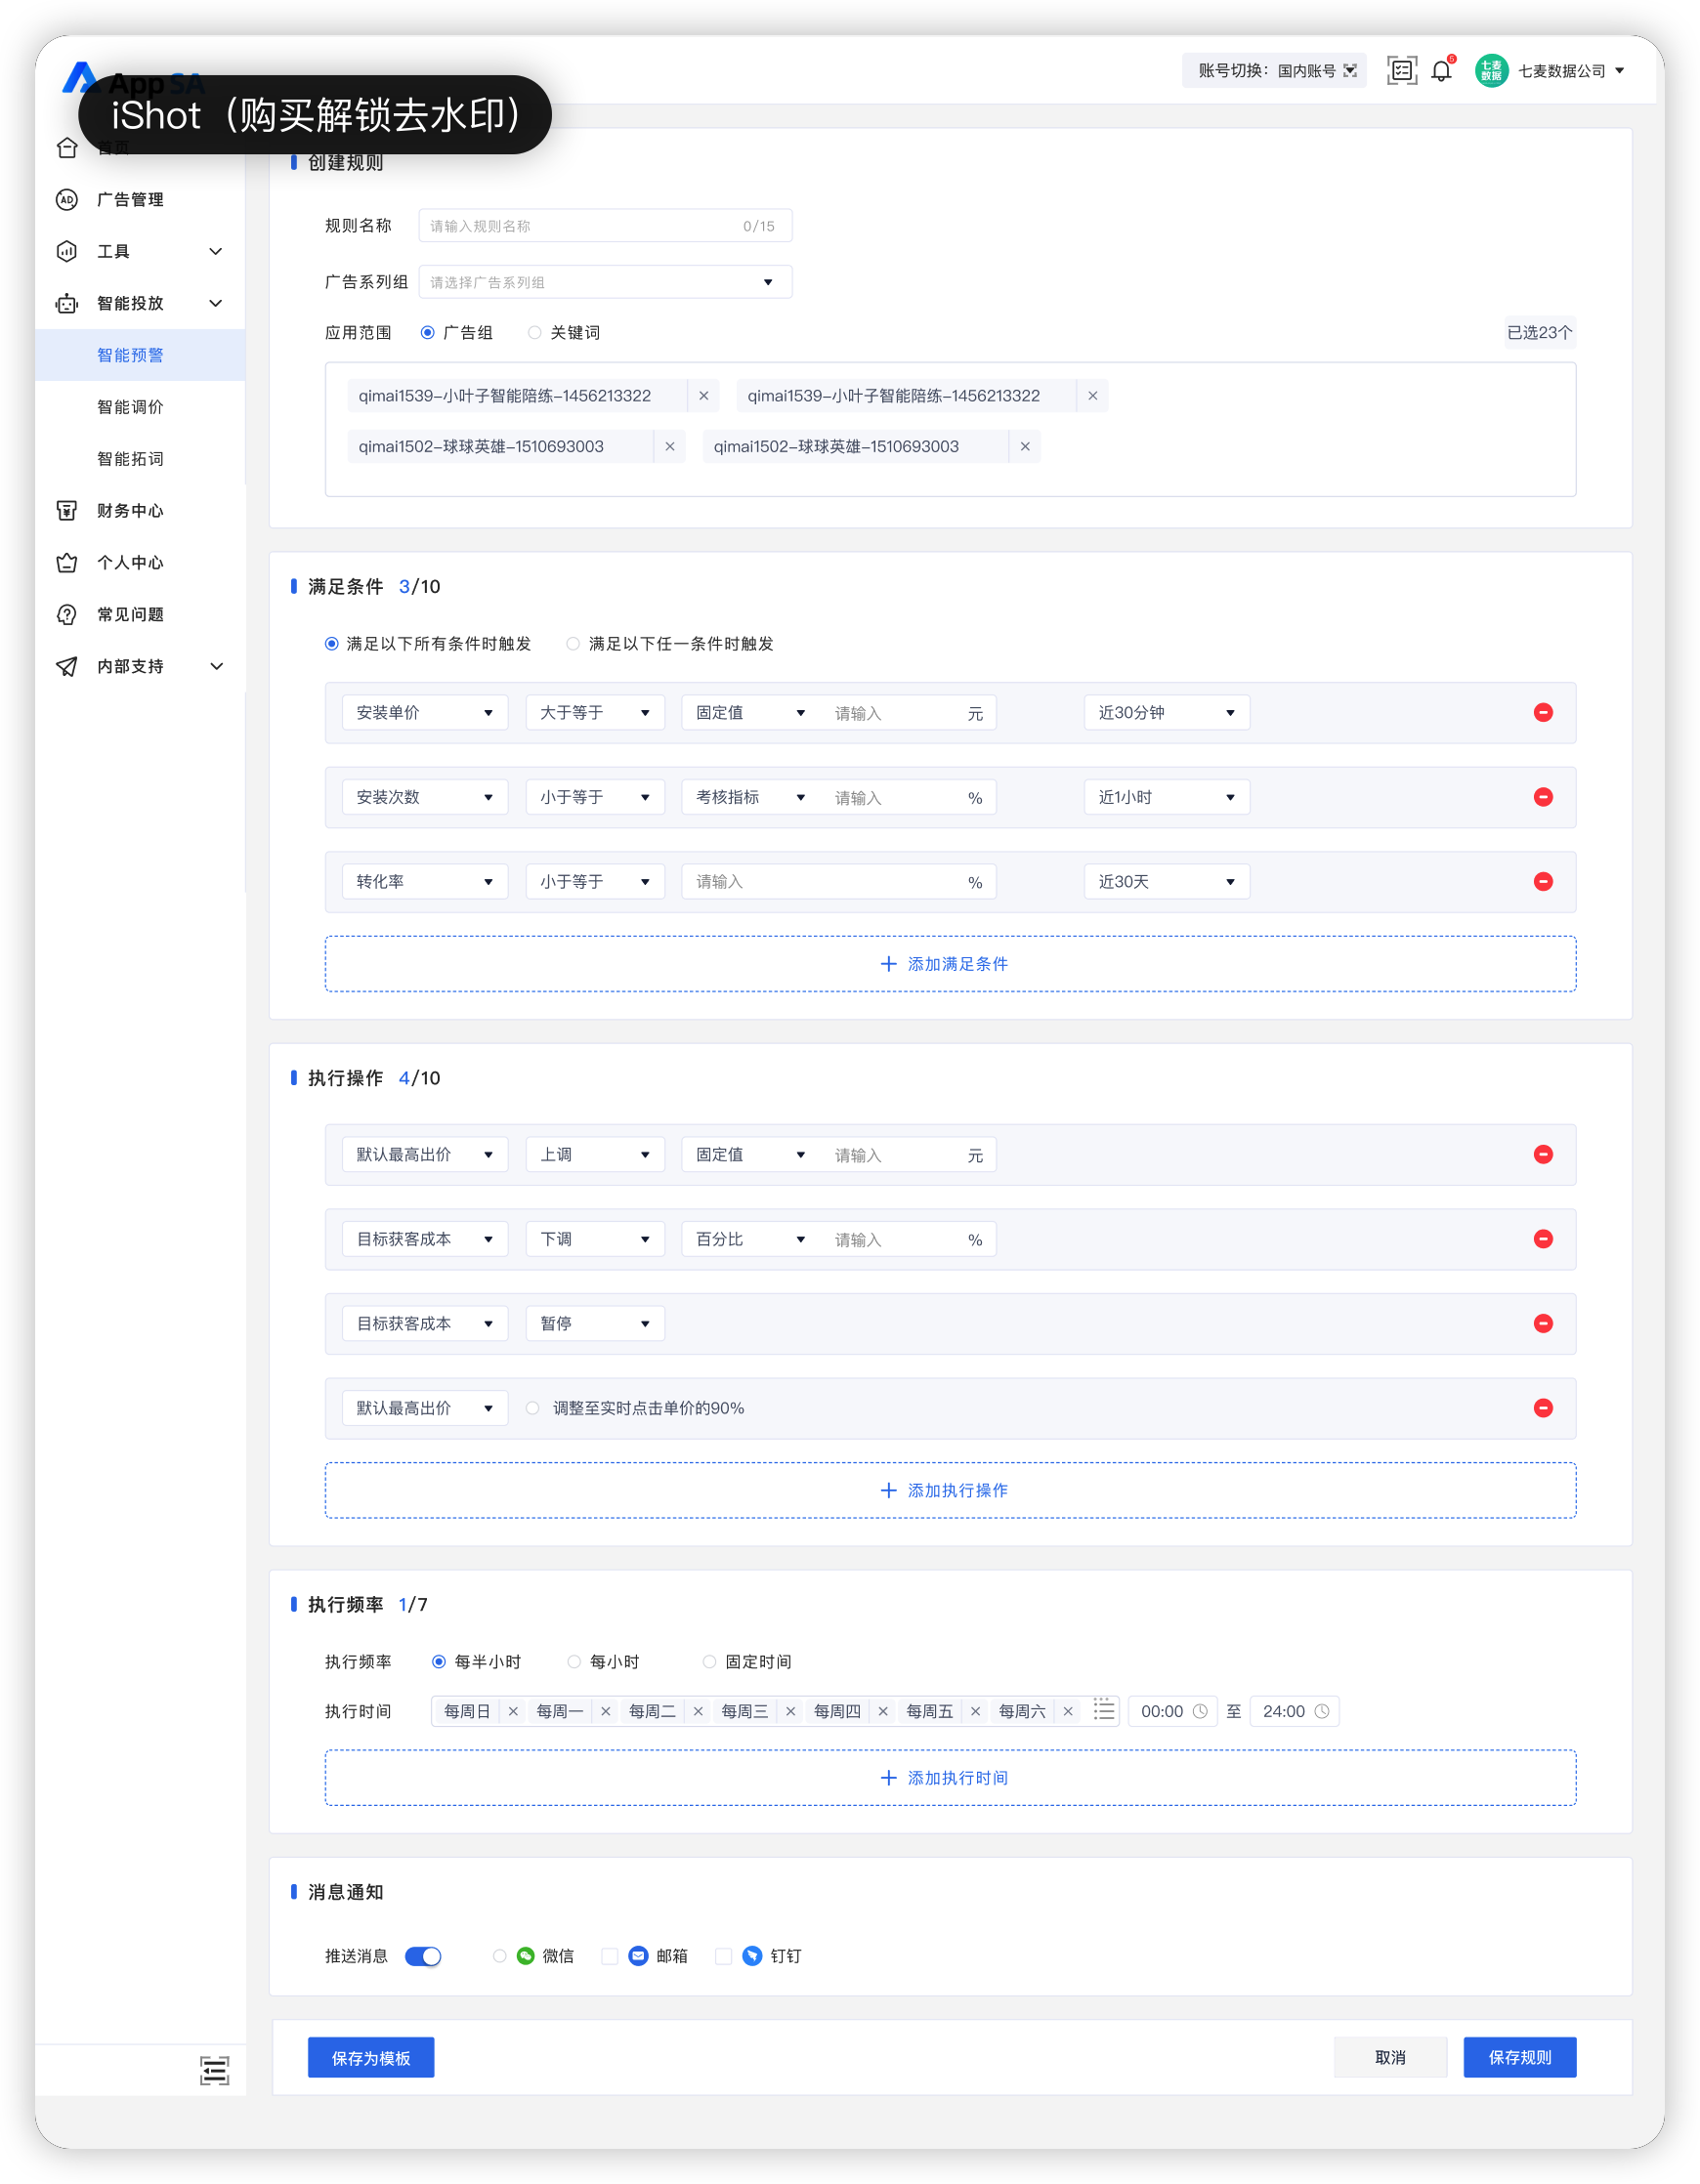 App SA
iShot（购买解锁去水印）
账号切换：国内账号
5
七麦数据
七麦数据公司
首页
AD
广告管理
工具
智能投放
智能预警
智能调价
智能拓词
财务中心
个人中心
常见问题
内部支持
创建规则
规则名称 请输入规则名称 0/15
广告系列组 请选择广告系列组
应用范围 广告组 关键词 已选23个
qimai1539-小叶子智能陪练-1456213322 × qimai1539-小叶子智能陪练-1456213322 ×
qimai1502-球球英雄-1510693003 × qimai1502-球球英雄-1510693003 ×
满足条件 3/10
满足以下所有条件时触发 满足以下任一条件时触发
安装单价 大于等于 固定值 请输入 元 近30分钟
安装次数 小于等于 考核指标 请输入 % 近1小时
转化率 小于等于 请输入 % 近30天
+ 添加满足条件
执行操作 4/10
默认最高出价 上调 固定值 请输入 元
目标获客成本 下调 百分比 请输入 %
目标获客成本 暂停
默认最高出价 调整至实时点击单价的90%
+ 添加执行操作
执行频率 1/7
执行频率 每半小时 每小时 固定时间
执行时间 每周日 × 每周一 × 每周二 × 每周三 × 每周四 × 每周五 × 每周六 × 00:00 至 24:00
+ 添加执行时间
消息通知
推送消息 微信 邮箱 钉钉
保存为模板 取消 保存规则